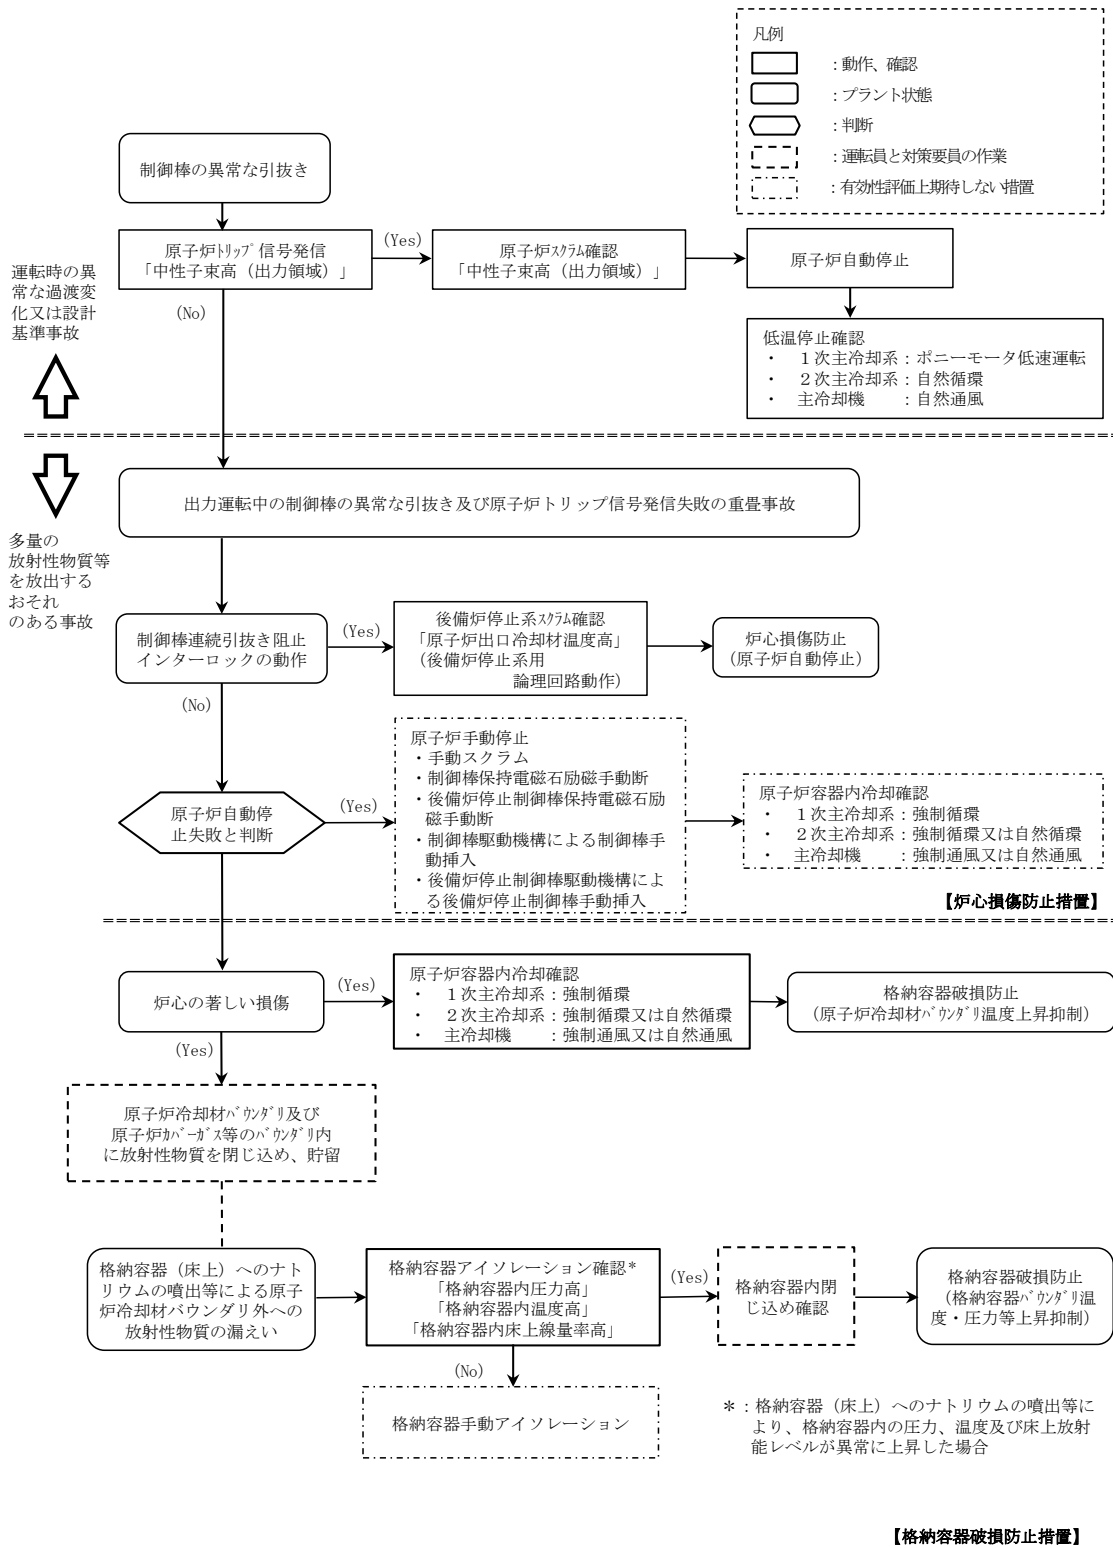 凡例
：動作、確認
：プラント状態
：判断
：運転員と対策要員の作業
：有効性評価上期待しない措置
制御棒の異常な引抜き
原子炉ﾄﾘｯﾌﾟ信号発信
「中性子束高（出力領域）」
(Yes)
原子炉ｽｸﾗﾑ確認
「中性子束高（出力領域）」
原子炉自動停止
(No)
運転時の異
常な過渡変
化又は設計
基準事故
低温停止確認
・　１次主冷却系：ポニーモータ低速運転
・　２次主冷却系：自然循環
・　主冷却機　　：自然通風
出力運転中の制御棒の異常な引抜き及び原子炉トリップ信号発信失敗の重畳事故
多量の
放射性物質等
を放出する
おそれ
のある事故
制御棒連続引抜き阻止
インターロックの動作
(Yes)
後備炉停止系ｽｸﾗﾑ確認
「原子炉出口冷却材温度高」
（後備炉停止系用
論理回路動作）
炉心損傷防止
（原子炉自動停止）
(No)
原子炉自動停
止失敗と判断
(Yes)
原子炉手動停止
・手動スクラム
・制御棒保持電磁石励磁手動断
・後備炉停止制御棒保持電磁石励
磁手動断
・制御棒駆動機構による制御棒手
動挿入
・後備炉停止制御棒駆動機構によ
る後備炉停止制御棒手動挿入
原子炉容器内冷却確認
・　１次主冷却系：強制循環
・　２次主冷却系：強制循環又は自然循環
・　主冷却機　　：強制通風又は自然通風
【炉心損傷防止措置】
炉心の著しい損傷
(Yes)
原子炉容器内冷却確認
・　１次主冷却系：強制循環
・　２次主冷却系：強制循環又は自然循環
・　主冷却機　　：強制通風又は自然通風
格納容器破損防止
（原子炉冷却材ﾊﾞｳﾝﾀﾞﾘ温度上昇抑制）
(Yes)
原子炉冷却材ﾊﾞｳﾝﾀﾞﾘ及び
原子炉ｶﾊﾞｰｶﾞｽ等のﾊﾞｳﾝﾀﾞﾘ内
に放射性物質を閉じ込め、貯留
格納容器（床上）へのナト
リウムの噴出等による原子
炉冷却材バウンダリ外への
放射性物質の漏えい
格納容器アイソレーション確認*
「格納容器内圧力高」
「格納容器内温度高」
「格納容器内床上線量率高」
(Yes)
格納容器内閉
じ込め確認
格納容器破損防止
（格納容器ﾊﾞｳﾝﾀﾞﾘ温
度・圧力等上昇抑制）
(No)
格納容器手動アイソレーション
＊：格納容器（床上）へのナトリウムの噴出等に
より、格納容器内の圧力、温度及び床上放射
能レベルが異常に上昇した場合
【格納容器破損防止措置】